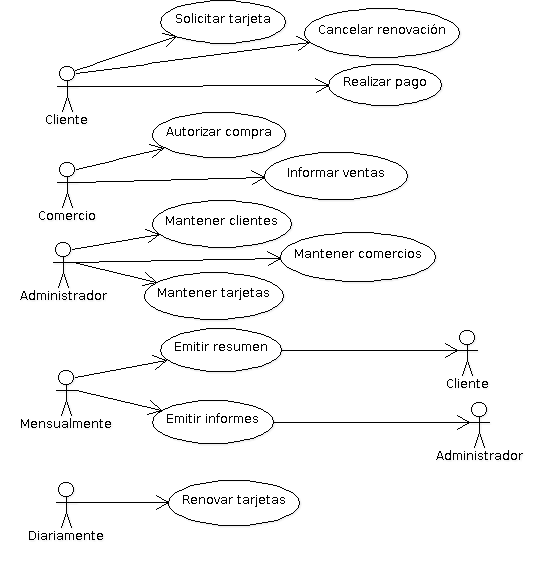 Solicitar tarjeta
Cancelar renovación
Realizar pago
Cliente
Autorizar compra
Informar ventas
Comercio
Mantener clientes
Mantener comercios
Mantener tarjetas
Administrador
Emitir resumen
Cliente
Mensualmente
Emitir informes
Administrador
Renovar tarjetas
Diariamente